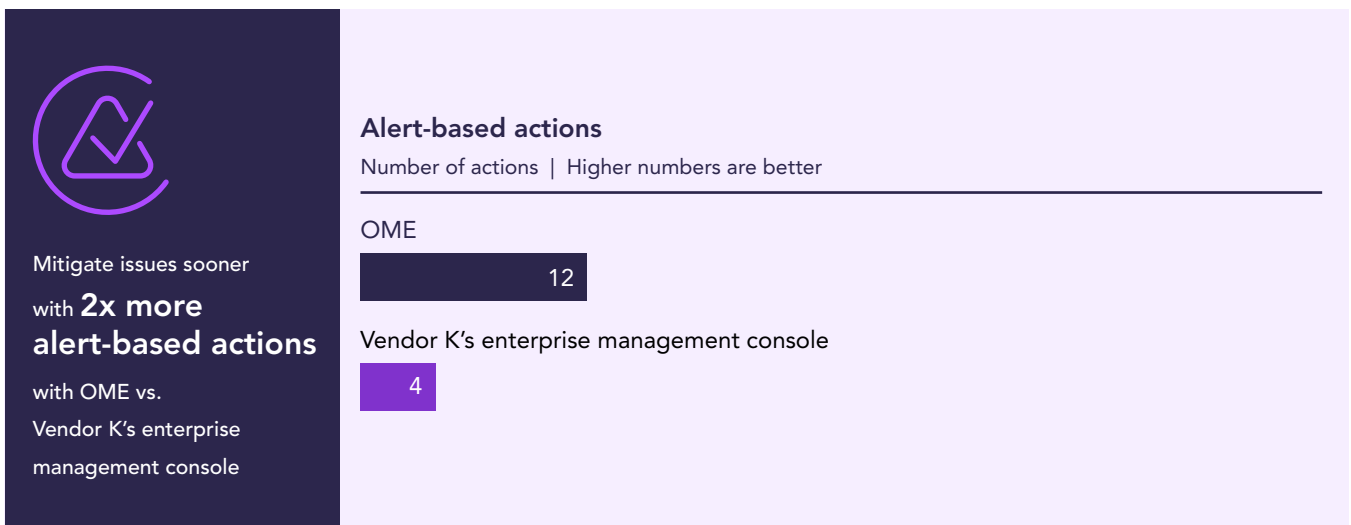 Mitigate issues sooner
with 2x more
alert-based actions
with OME vs.
Vendor K’s enterprise
management console
Alert-based actions
Number of actions | Higher numbers are better
OME
12
Vendor K’s enterprise management console
4